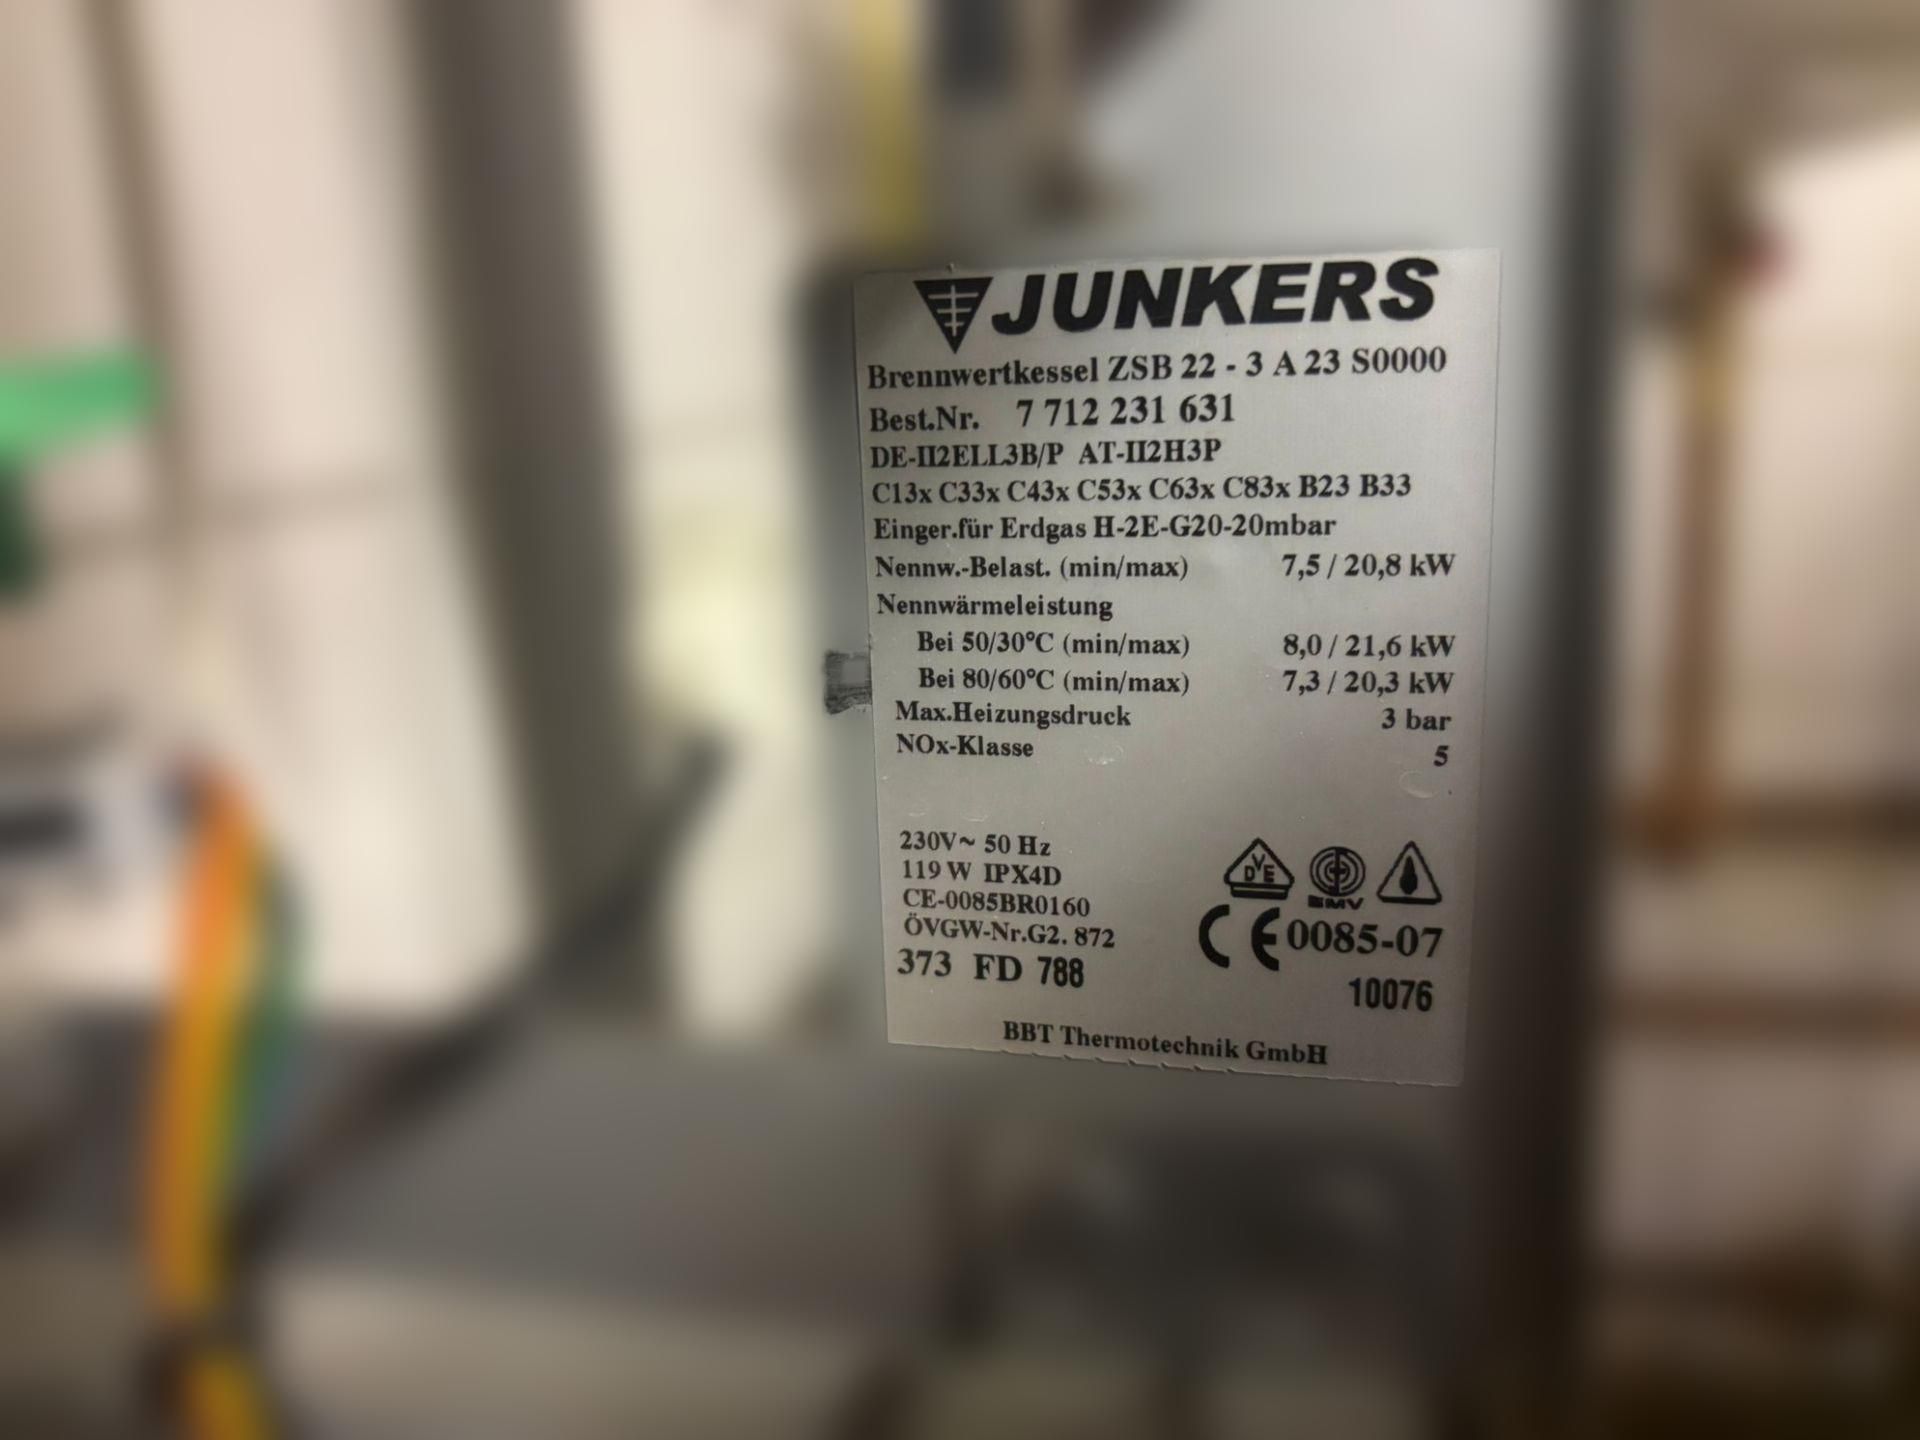 JUNKERS
Brennwertkessel ZSB 22 - 3 A 23 S0000
Best.Nr. 7 712 231 631
DE-II2ELL3B/P AT-II2H3P
C13x C33x C43x C53x C63x C83x B23 B33
Einger.für Erdgas H-2E-G20-20mbar
Nennw.-Belast. (min/max) 7,5 / 20,8 kW
Nennwärmeleistung
Bei 50/30°C (min/max) 8,0 / 21,6 kW
Bei 80/60°C (min/max) 7,3 / 20,3 kW
Max.Heizungsdruck 3 bar
NOx-Klasse 5
230V~ 50 Hz
119 W IPX4D
CE-0085BR0160
ÖVGW-Nr.G2. 872
373 FD 788
DVE
EMV
CE 0085-07
10076
BBT Thermotechnik GmbH